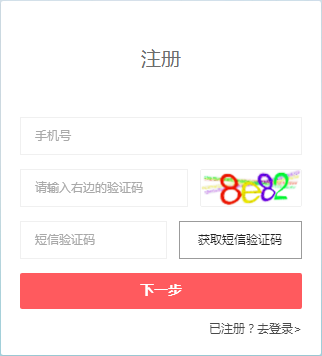 注册
手机号
请输入右边的验证码 8e82
短信验证码 获取短信验证码
下一步
已注册？去登录>